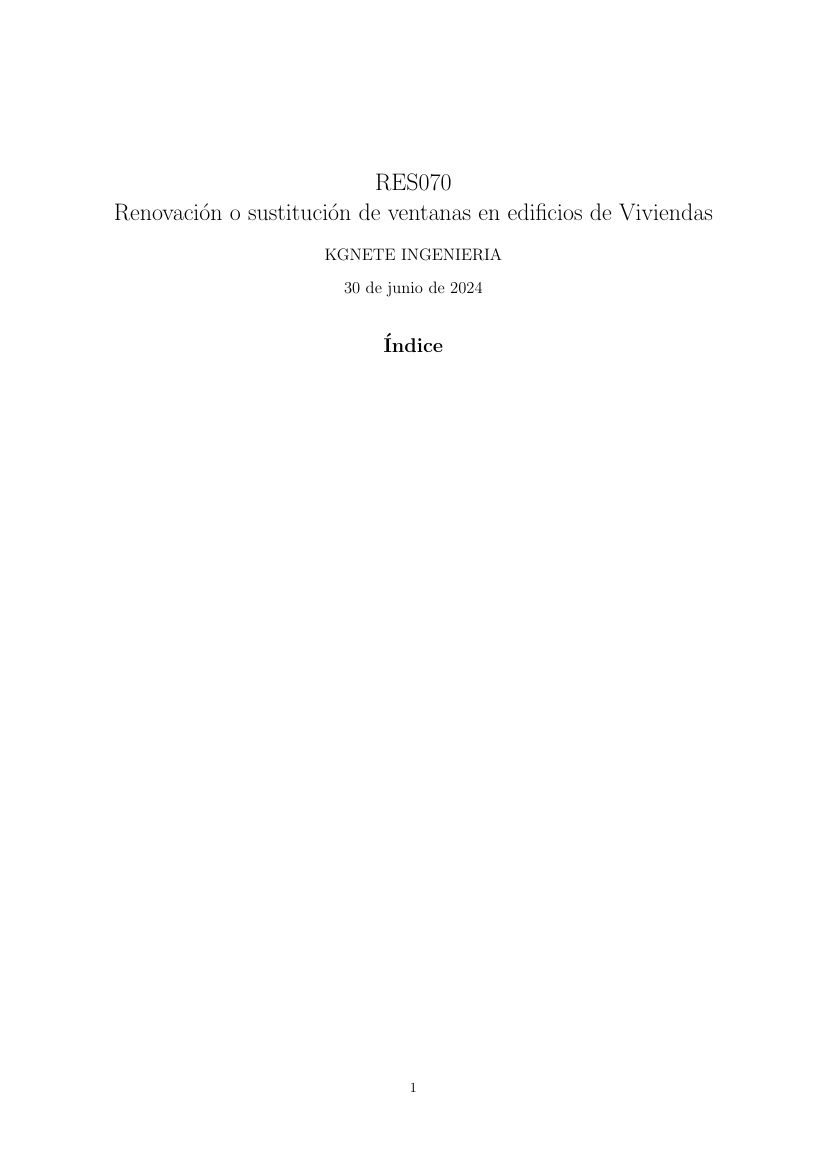 RES070
Renovación o sustitución de ventanas en edificios de Viviendas
KGNETE INGENIERIA
30 de junio de 2024
Índice
1